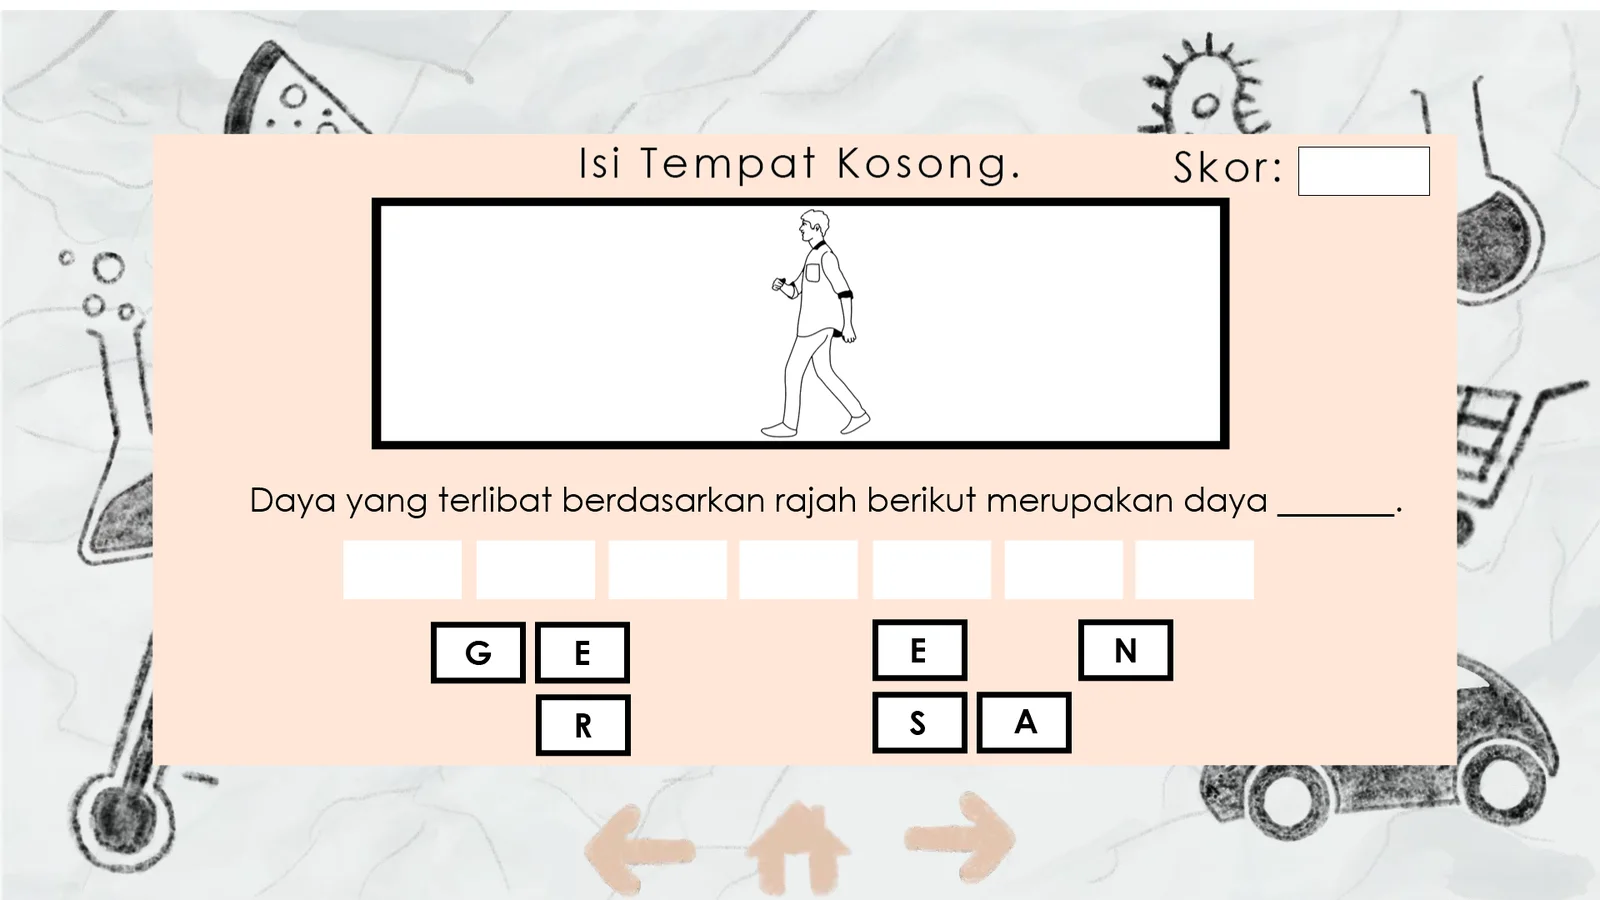 Isi Tempat Kosong.
Skor:
Daya yang terlibat berdasarkan rajah berikut merupakan daya _______.
G E E N
R S A